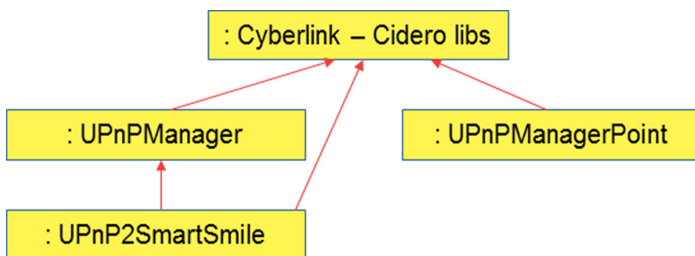 : Cyberlink – Cidero libs
: UPnPManager
: UPnPManagerPoint
: UPnP2SmartSmile